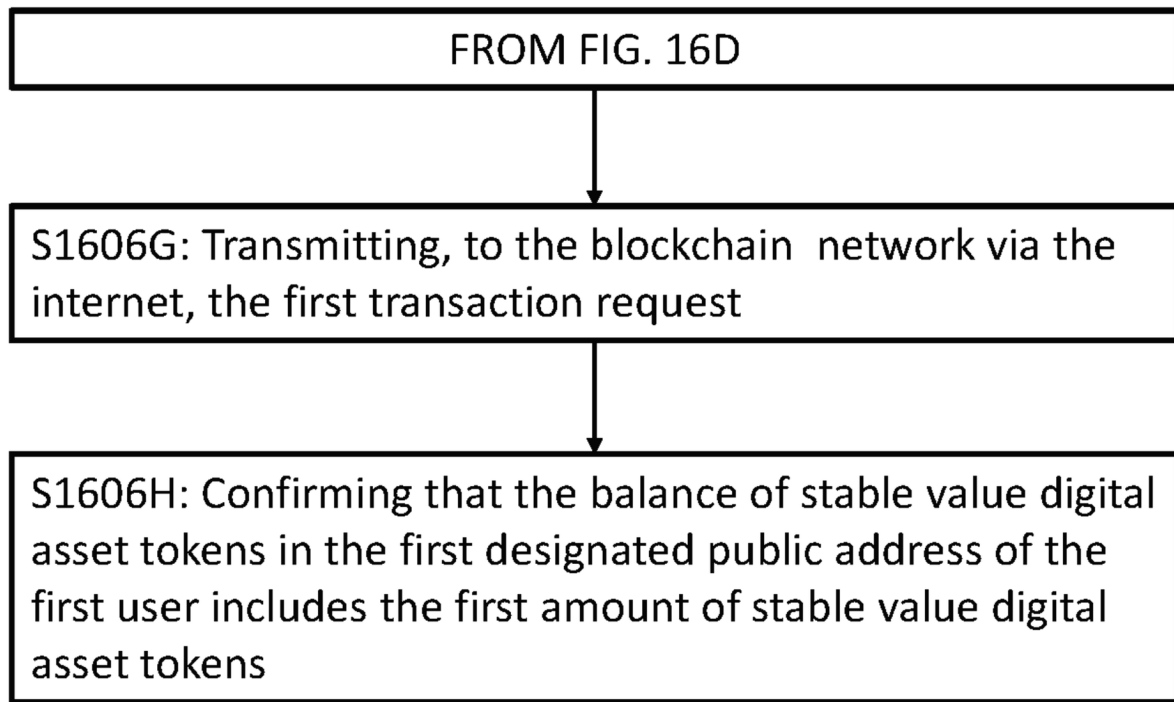 FROM FIG. 16D
S1606G: Transmitting, to the blockchain  network via the
internet, the first transaction request
S1606H: Confirming that the balance of stable value digital
asset tokens in the first designated public address of the
first user includes the first amount of stable value digital
asset tokens